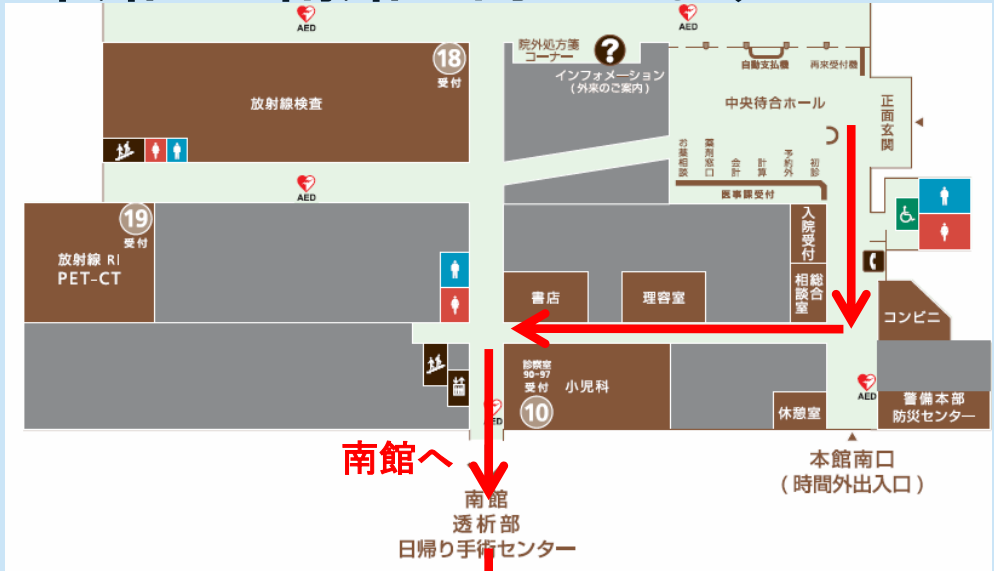 AED
AED
18
受付
放射線検査
院外処方箋
コーナー
?
インフォメーション
(外来のご案内)
自動支払機
再来受付機
中央待合ホール
正面玄関
お薬相談
薬剤窓口
会計
計算
予約外
初診
医事課受付
AED
19
受付
放射線 RI
PET-CT
入院受付
総合
相談室
書店
理容室
コンビニ
診察室
90-97
受付
10
小児科
休憩室
AED
警備本部
防災センター
AED
南館へ
本館南口
(時間外出入口)
南館
透析部
日帰り手術センター